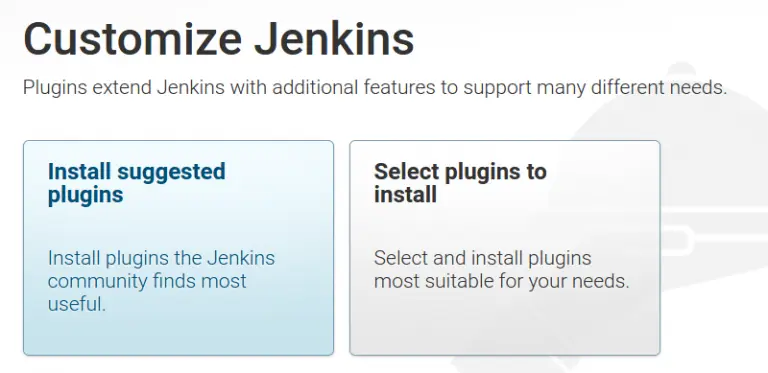 Customize Jenkins
Plugins extend Jenkins with additional features to support many different needs.
Install suggested
plugins
Install plugins the Jenkins
community finds most
useful.
Select plugins to
install
Select and install plugins
most suitable for your needs.